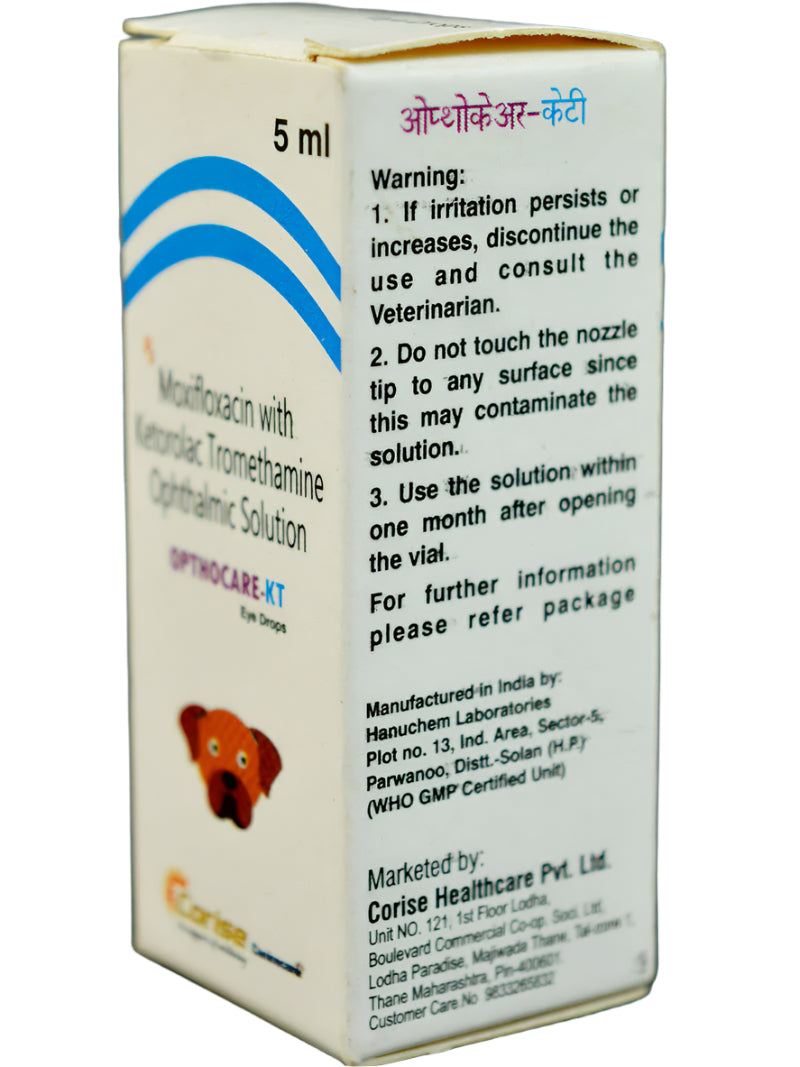 5 ml
Moxifloxacin with
Ketorolac Tromethamine
Ophthalmic Solution
OPTHOCARE-KT
Eye Drops
Corise
ओप्थोकेअर-केटी
Warning:
1. If irritation persists or
increases, discontinue the
use and consult the
Veterinarian.
2. Do not touch the nozzle
tip to any surface since
this may contaminate the
solution.
3. Use the solution within
one month after opening
the vial.
For further information
please refer package
Manufactured in India by:
Hanuchem Laboratories
Plot no. 13, Ind. Area, Sector-5,
Parwanoo, Distt.-Solan (H.P.)
(WHO GMP Certified Unit)
Marketed by:
Corise Healthcare Pvt. Ltd.
Unit NO. 121, 1st Floor Lodha,
Boulevard Commercial Co-op. Soci. Ltd,
Lodha Paradise, Majiwada Thane,
Thane Maharashtra, Pin-400601.
Customer Care No 9833265832